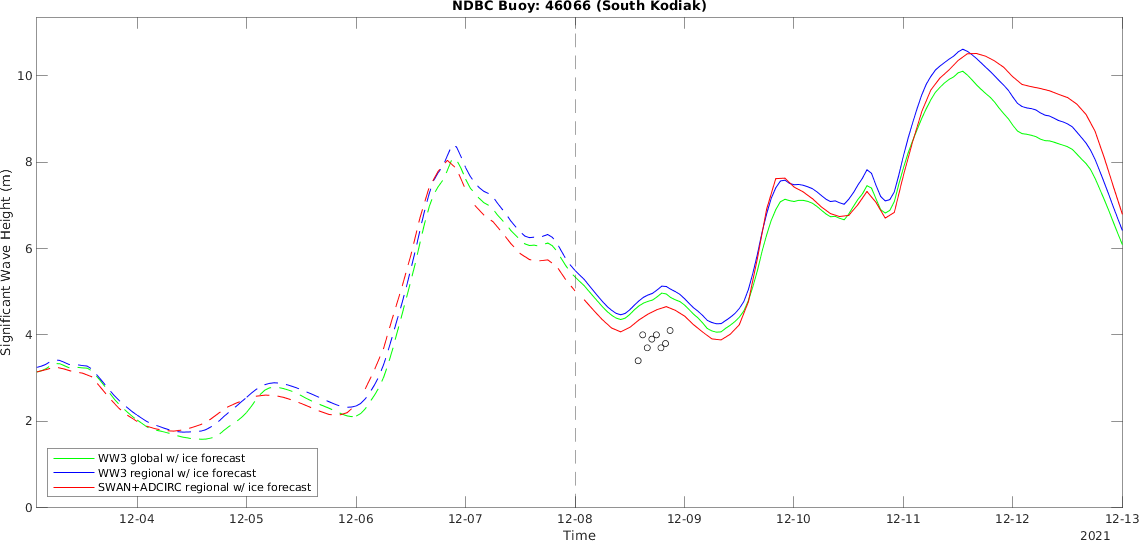 NDBC Buoy: 46066 (South Kodiak)
Significant Wave Height (m)
10
8
6
4
2
0
WW3 global w/ ice forecast
WW3 regional w/ ice forecast
SWAN+ADCIRC regional w/ ice forecast
12-04 12-05 12-06 12-07 12-08 12-09 12-10 12-11 12-12 12-13
Time
2021